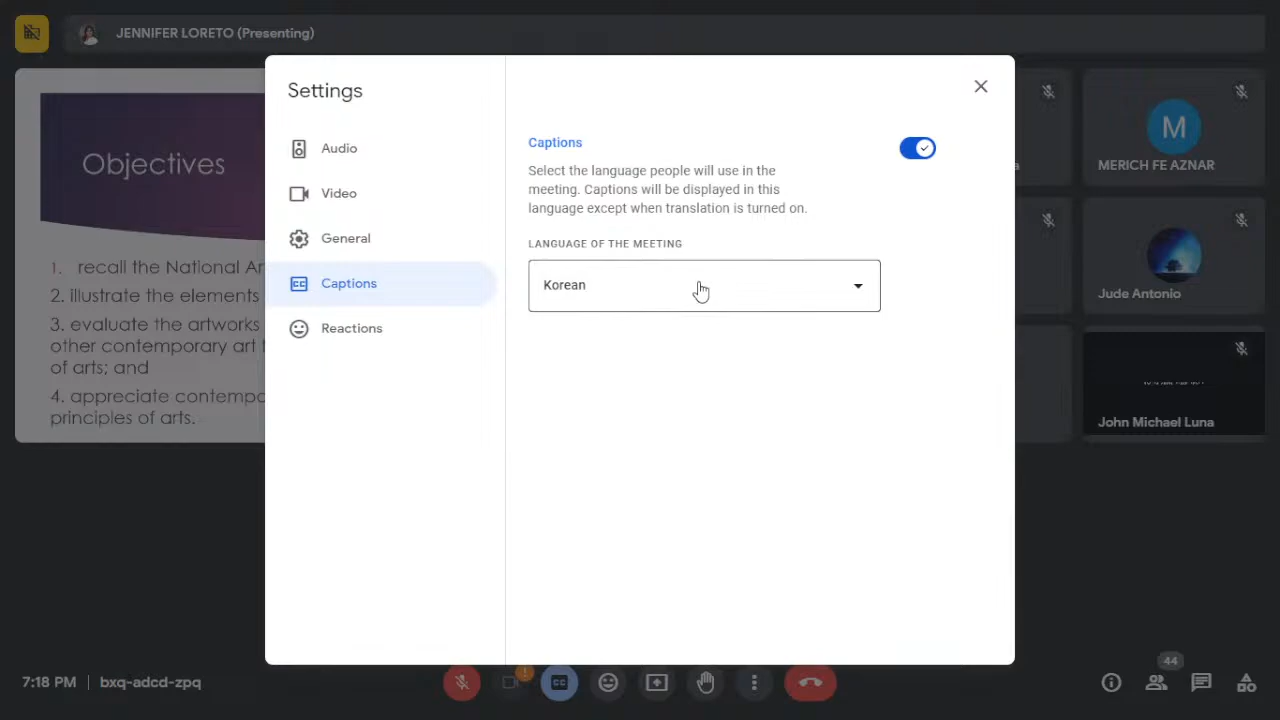 JENNIFER LORETO (Presenting)
Objectives
1. recall the National Ar
2. illustrate the elements
3. evaluate the artworks
other contemporary art
of arts; and
4. appreciate contempo
principles of arts.
Settings
Audio
Video
General
CC Captions
Reactions
Captions
Select the language people will use in the
meeting. Captions will be displayed in this
language except when translation is turned on.
LANGUAGE OF THE MEETING
Korean
a
M
MERICH FE AZNAR
Jude Antonio
John Michael Luna
7:18 PM | bxq-adcd-zpq
CC
44